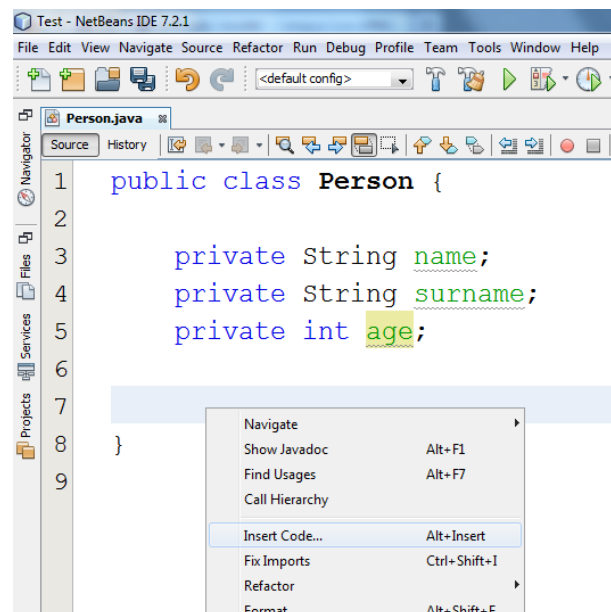 Test - NetBeans IDE 7.2.1
File Edit View Navigate Source Refactor Run Debug Profile Team Tools Window Help
<default config>
Person.java
Source History
Navigator
Files
Services
Projects
1 public class Person {
2
3 private String name;
4 private String surname;
5 private int age;
6
7
8 }
9
Navigate
Show Javadoc Alt+F1
Find Usages Alt+F7
Call Hierarchy
Insert Code... Alt+Insert
Fix Imports Ctrl+Shift+I
Refactor
Format Alt+Shift+F